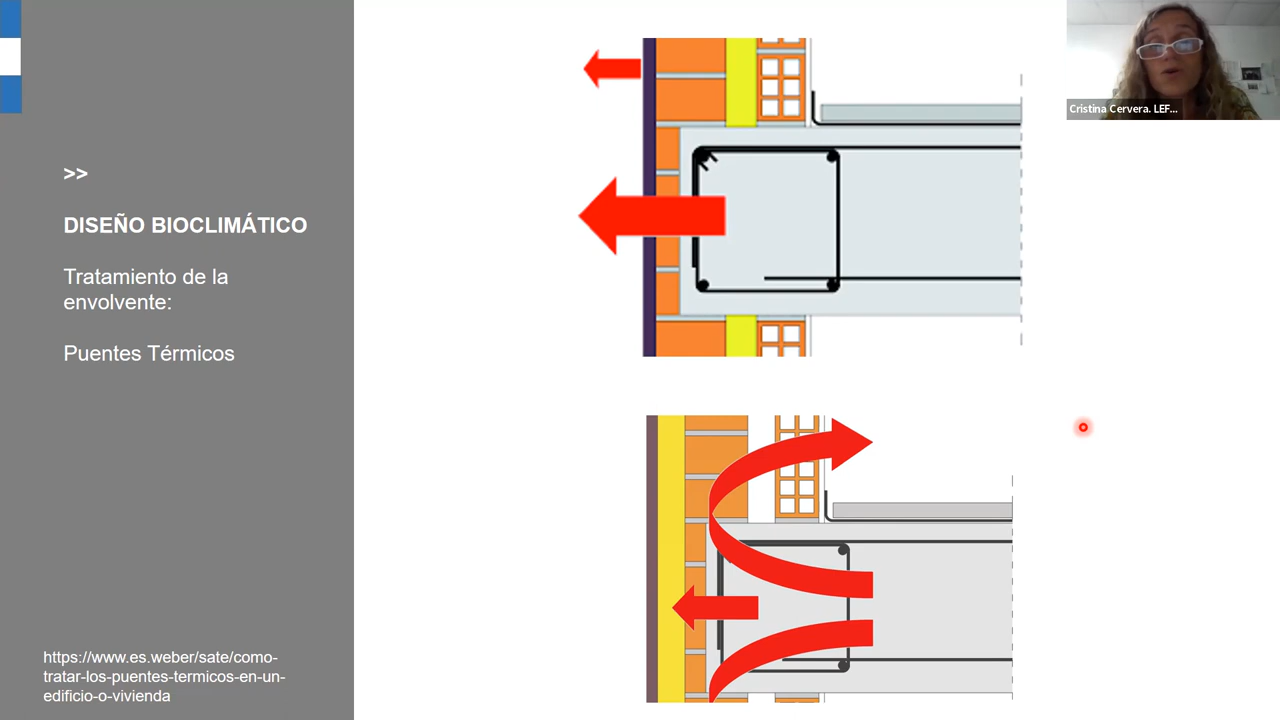 >>
DISEÑO BIOCLIMÁTICO
Tratamiento de la
envolvente:
Puentes Térmicos
https://www.es.weber/sate/como-
tratar-los-puentes-termicos-en-un-
edificio-o-vivienda
Cristina Cervera. LEF...